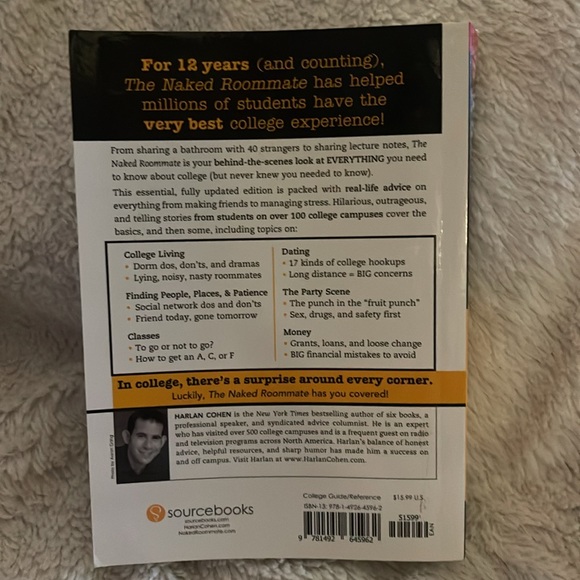 For 12 years (and counting),
The Naked Roommate has helped
millions of students have the
very best college experience!
From sharing a bathroom with 40 strangers to sharing lecture notes, The
Naked Roommate is your behind-the-scenes look at EVERYTHING you need
to know about college (but never knew you needed to know).
This essential, fully updated edition is packed with real-life advice on
everything from making friends to managing stress. Hilarious, outrageous,
and telling stories from students on over 100 college campuses cover the
basics, and then some, including topics on:
College Living
• Dorm dos, don'ts, and dramas
• Lying, noisy, nasty roommates
Finding People, Places, & Patience
• Social network dos and don'ts
• Friend today, gone tomorrow
Classes
• To go or not to go?
• How to get an A, C, or F
Dating
• 17 kinds of college hookups
• Long distance = BIG concerns
The Party Scene
• The punch in the "fruit punch"
• Sex, drugs, and safety first
Money
• Grants, loans, and loose change
• BIG financial mistakes to avoid
In college, there's a surprise around every corner.
Luckily, The Naked Roommate has you covered!
HARLAN COHEN is the New York Times bestselling author of six books, a
professional speaker, and syndicated advice columnist. He is an expert
who has visited over 500 college campuses and is a frequent guest on radio
and television programs across North America. Harlan's balance of honest
advice, helpful resources, and sharp humor has made him a success on
and off campus. Visit Harlan at www.HarlanCohen.com.
sourcebooks
sourcebooks.com
HarlanCohen.com
NakedRoommate.com
College Guide/Reference $15.99 U.S.
ISBN-13: 978-1-4926-4596-2
51599
EAN
9 781492 645962